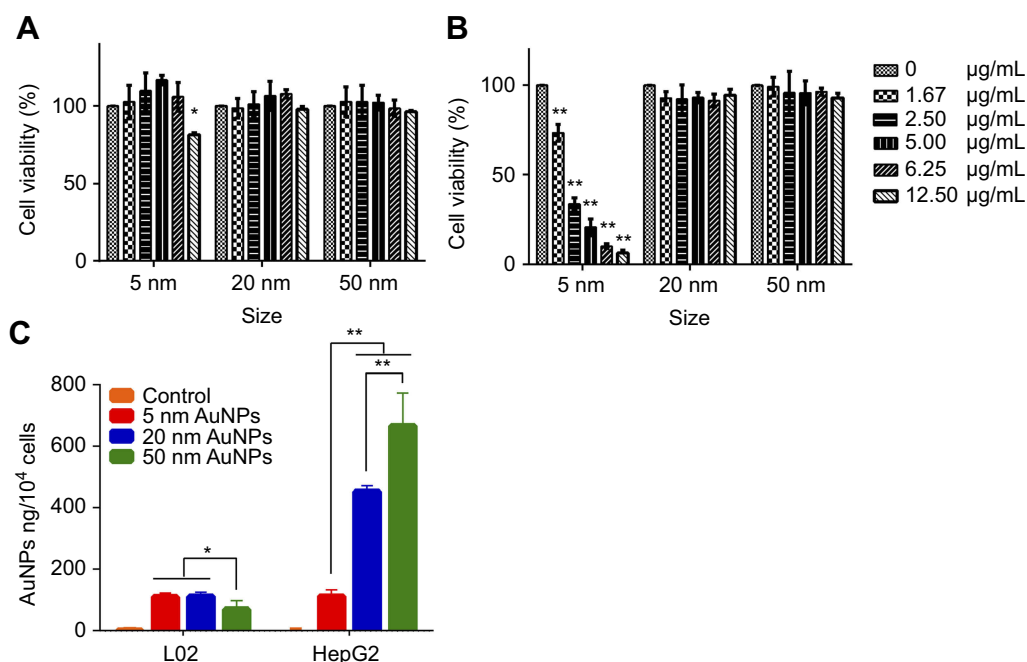 A
Cell viability (%)
100
50
0
*
5 nm
20 nm
50 nm
Size
B
Cell viability (%)
100
50
0
**
**
**
**
**
5 nm
20 nm
50 nm
Size
0 µg/mL
1.67 µg/mL
2.50 µg/mL
5.00 µg/mL
6.25 µg/mL
12.50 µg/mL
C
AuNPs ng/10⁴ cells
800
600
400
200
0
Control
5 nm AuNPs
20 nm AuNPs
50 nm AuNPs
*
**
**
L02
HepG2